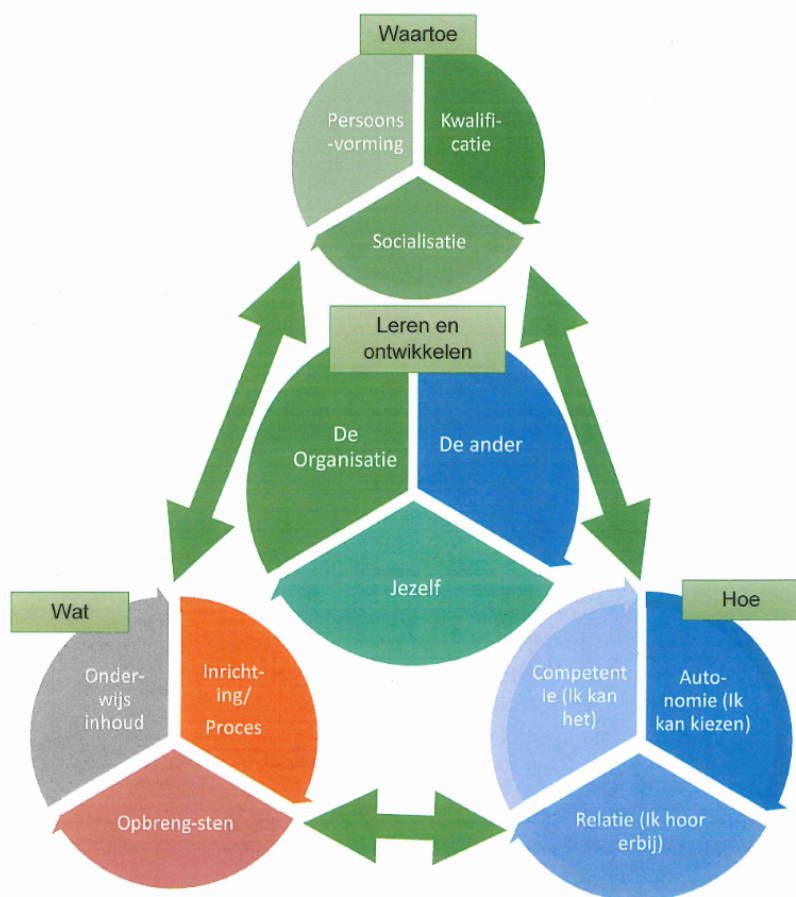 Waartoe
Persoons
-vorming
Kwalifi-
catie
Socialisatie
Leren en
ontwikkelen
De
Organisatie
De ander
Jezelf
Wat
Onder-
wijs
inhoud
Inricht-
ing/
Proces
Opbreng-sten
Hoe
Competent
ie (Ik kan
het)
Auto-
nomie (Ik
kan kiezen)
Relatie (Ik hoor
erbij)